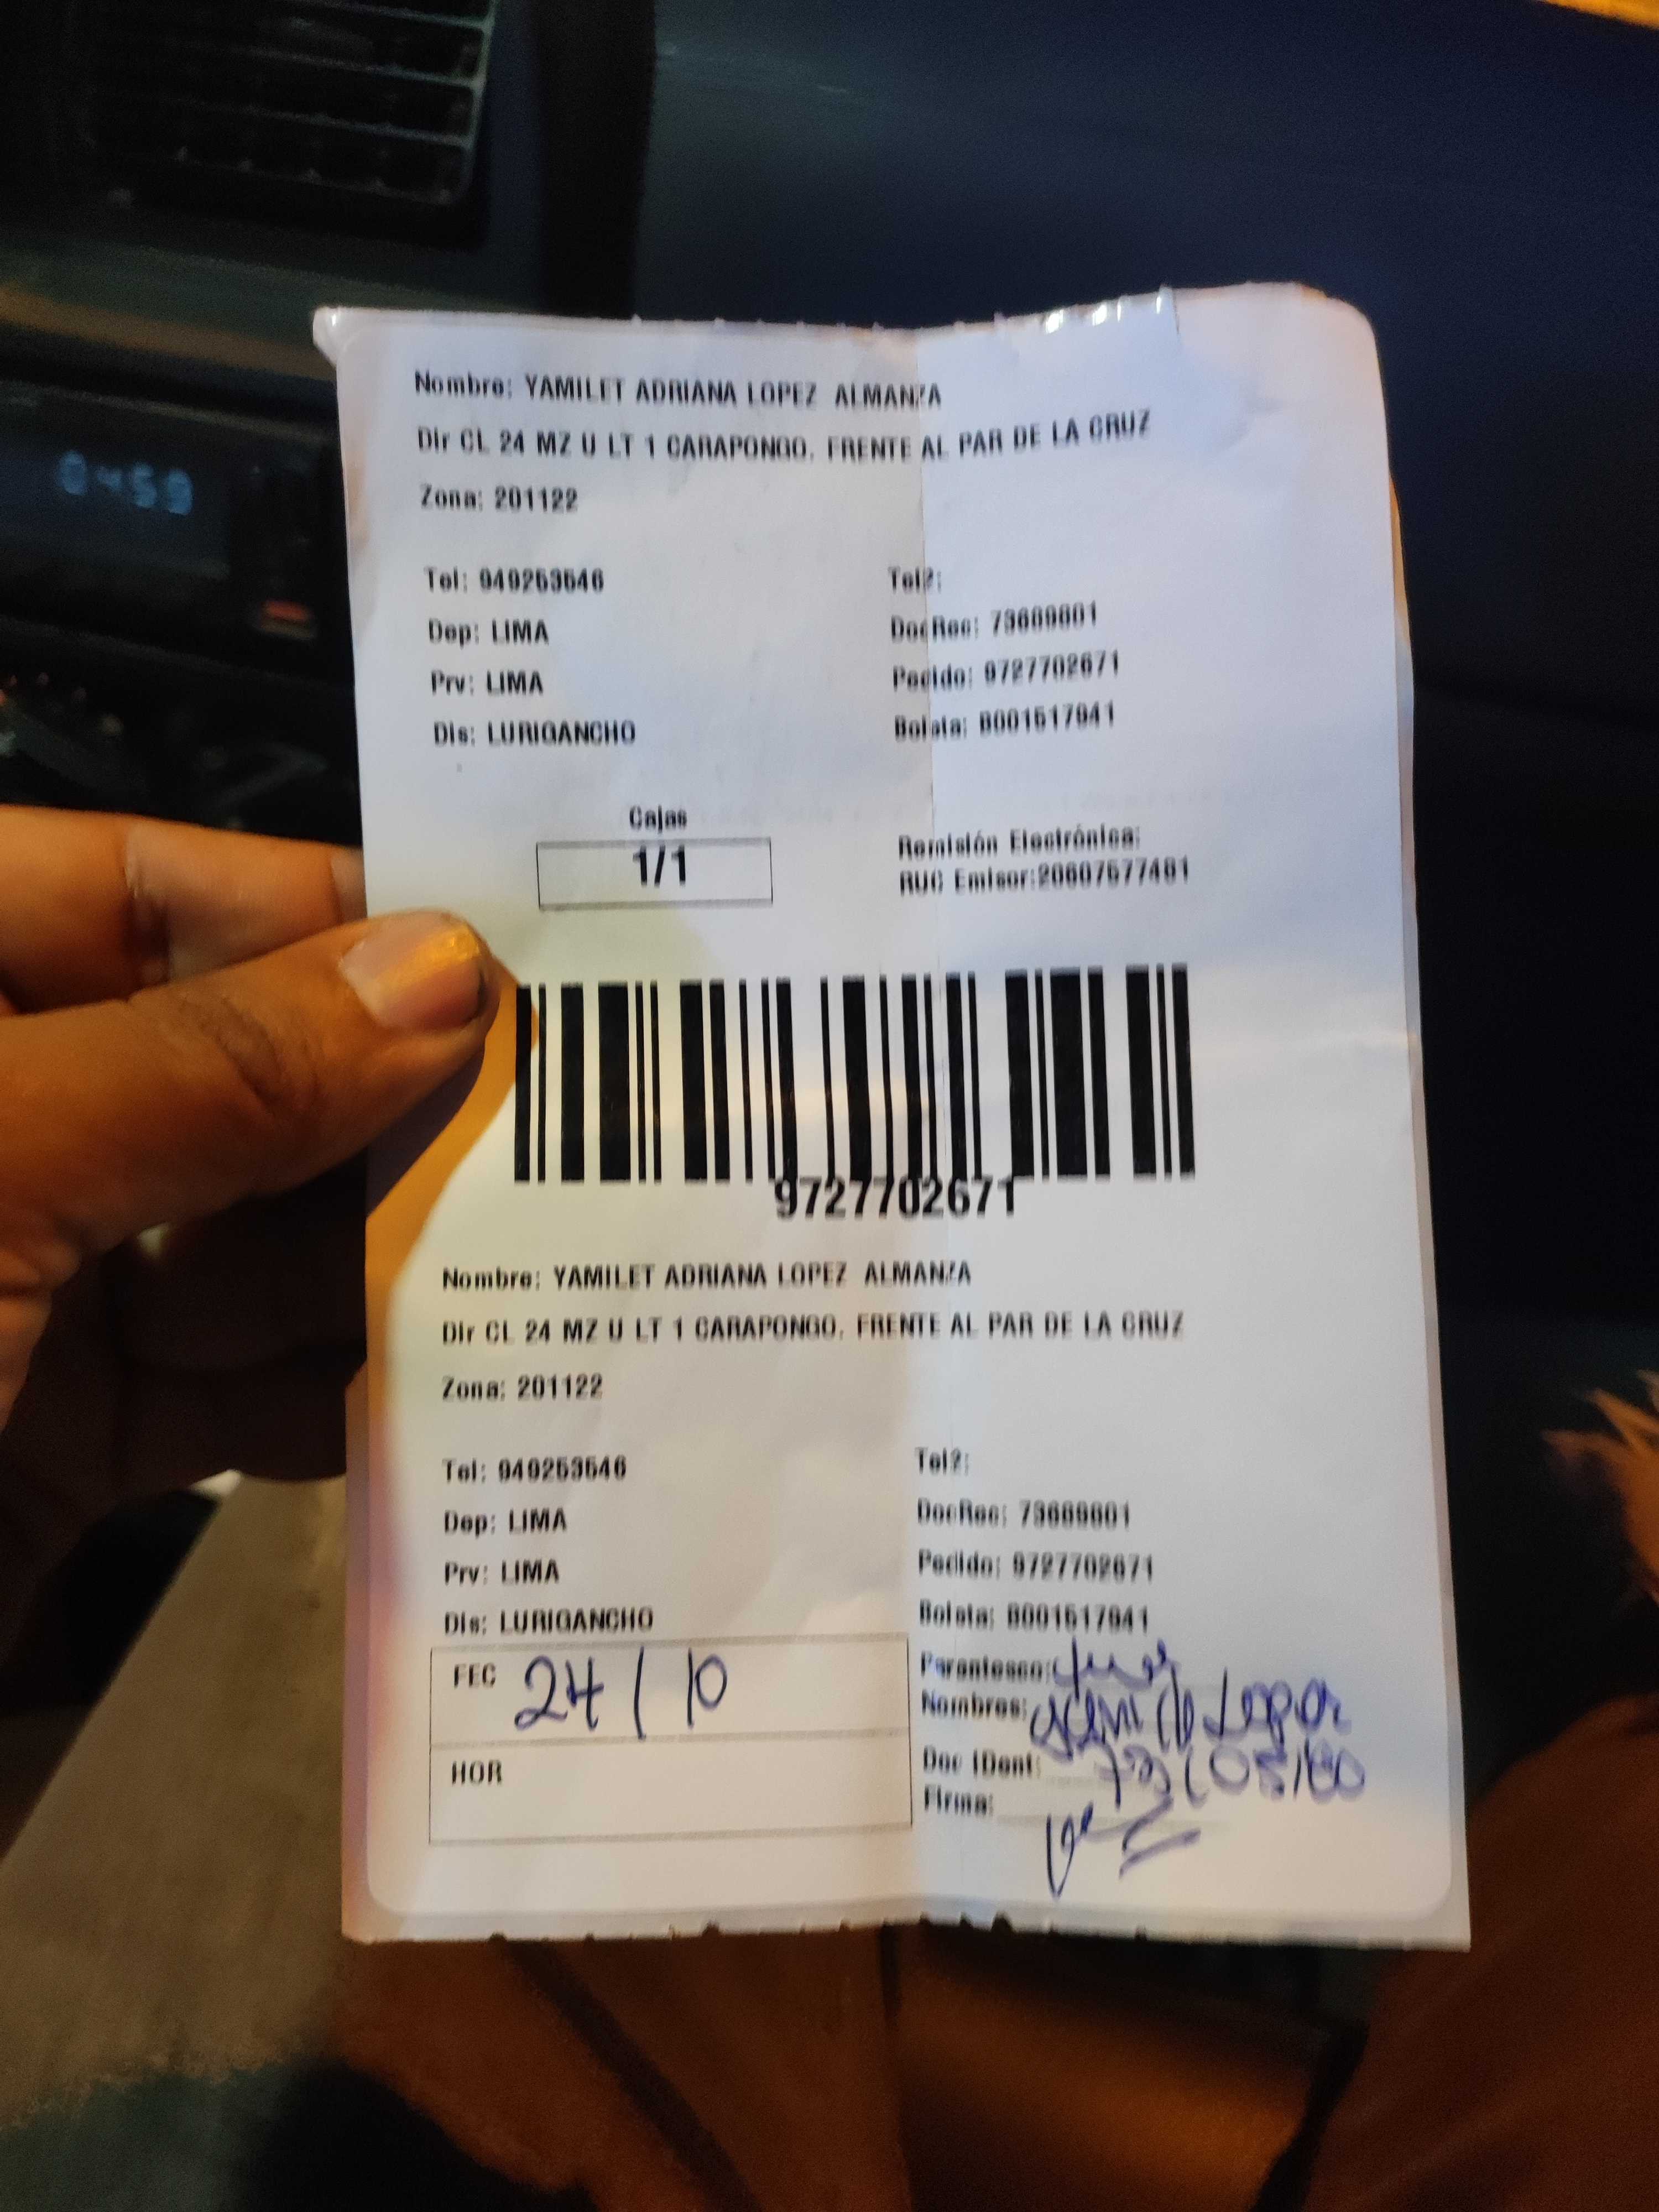 Nombre: YAMILET ADRIANA LOPEZ ALMANZA
Dir CL 24 MZ U LT 1 CARAPONGO, FRENTE AL PAR DE LA CRUZ
Zona: 201122
Tel: 949253546 Tel2:
Dep: LIMA DocRec: 73689801
Prv: LIMA Pedido: 9727702671
Dis: LURIGANCHO Boleta: B001517941
Cajas
1/1
Remisión Electrónica:
RUC Emisor:20607577481
9727702671
Nombre: YAMILET ADRIANA LOPEZ ALMANZA
Dir CL 24 MZ U LT 1 CARAPONGO, FRENTE AL PAR DE LA CRUZ
Zona: 201122
Tel: 949253546 Tel2:
Dep: LIMA DocRec: 73689801
Prv: LIMA Pedido: 9727702671
Dis: LURIGANCHO Boleta: B001517941
FEC 24/10
HOR
Parentesco:
Nombres:
Doc IDent:
Firma: